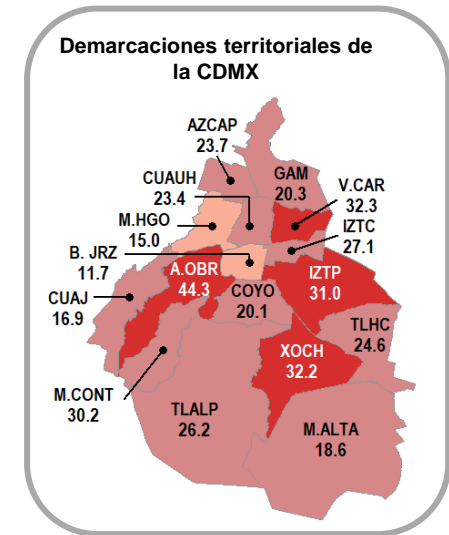 Demarcaciones territoriales de
la CDMX
AZCAP
23.7
CUAUH
23.4
GAM
20.3
V.CAR
32.3
M.HGO
15.0
IZTC
27.1
B. JRZ
11.7
A.OBR
44.3
IZTP
31.0
COYO
20.1
CUAJ
16.9
TLHC
24.6
XOCH
32.2
M.CONT
30.2
TLALP
26.2
M.ALTA
18.6